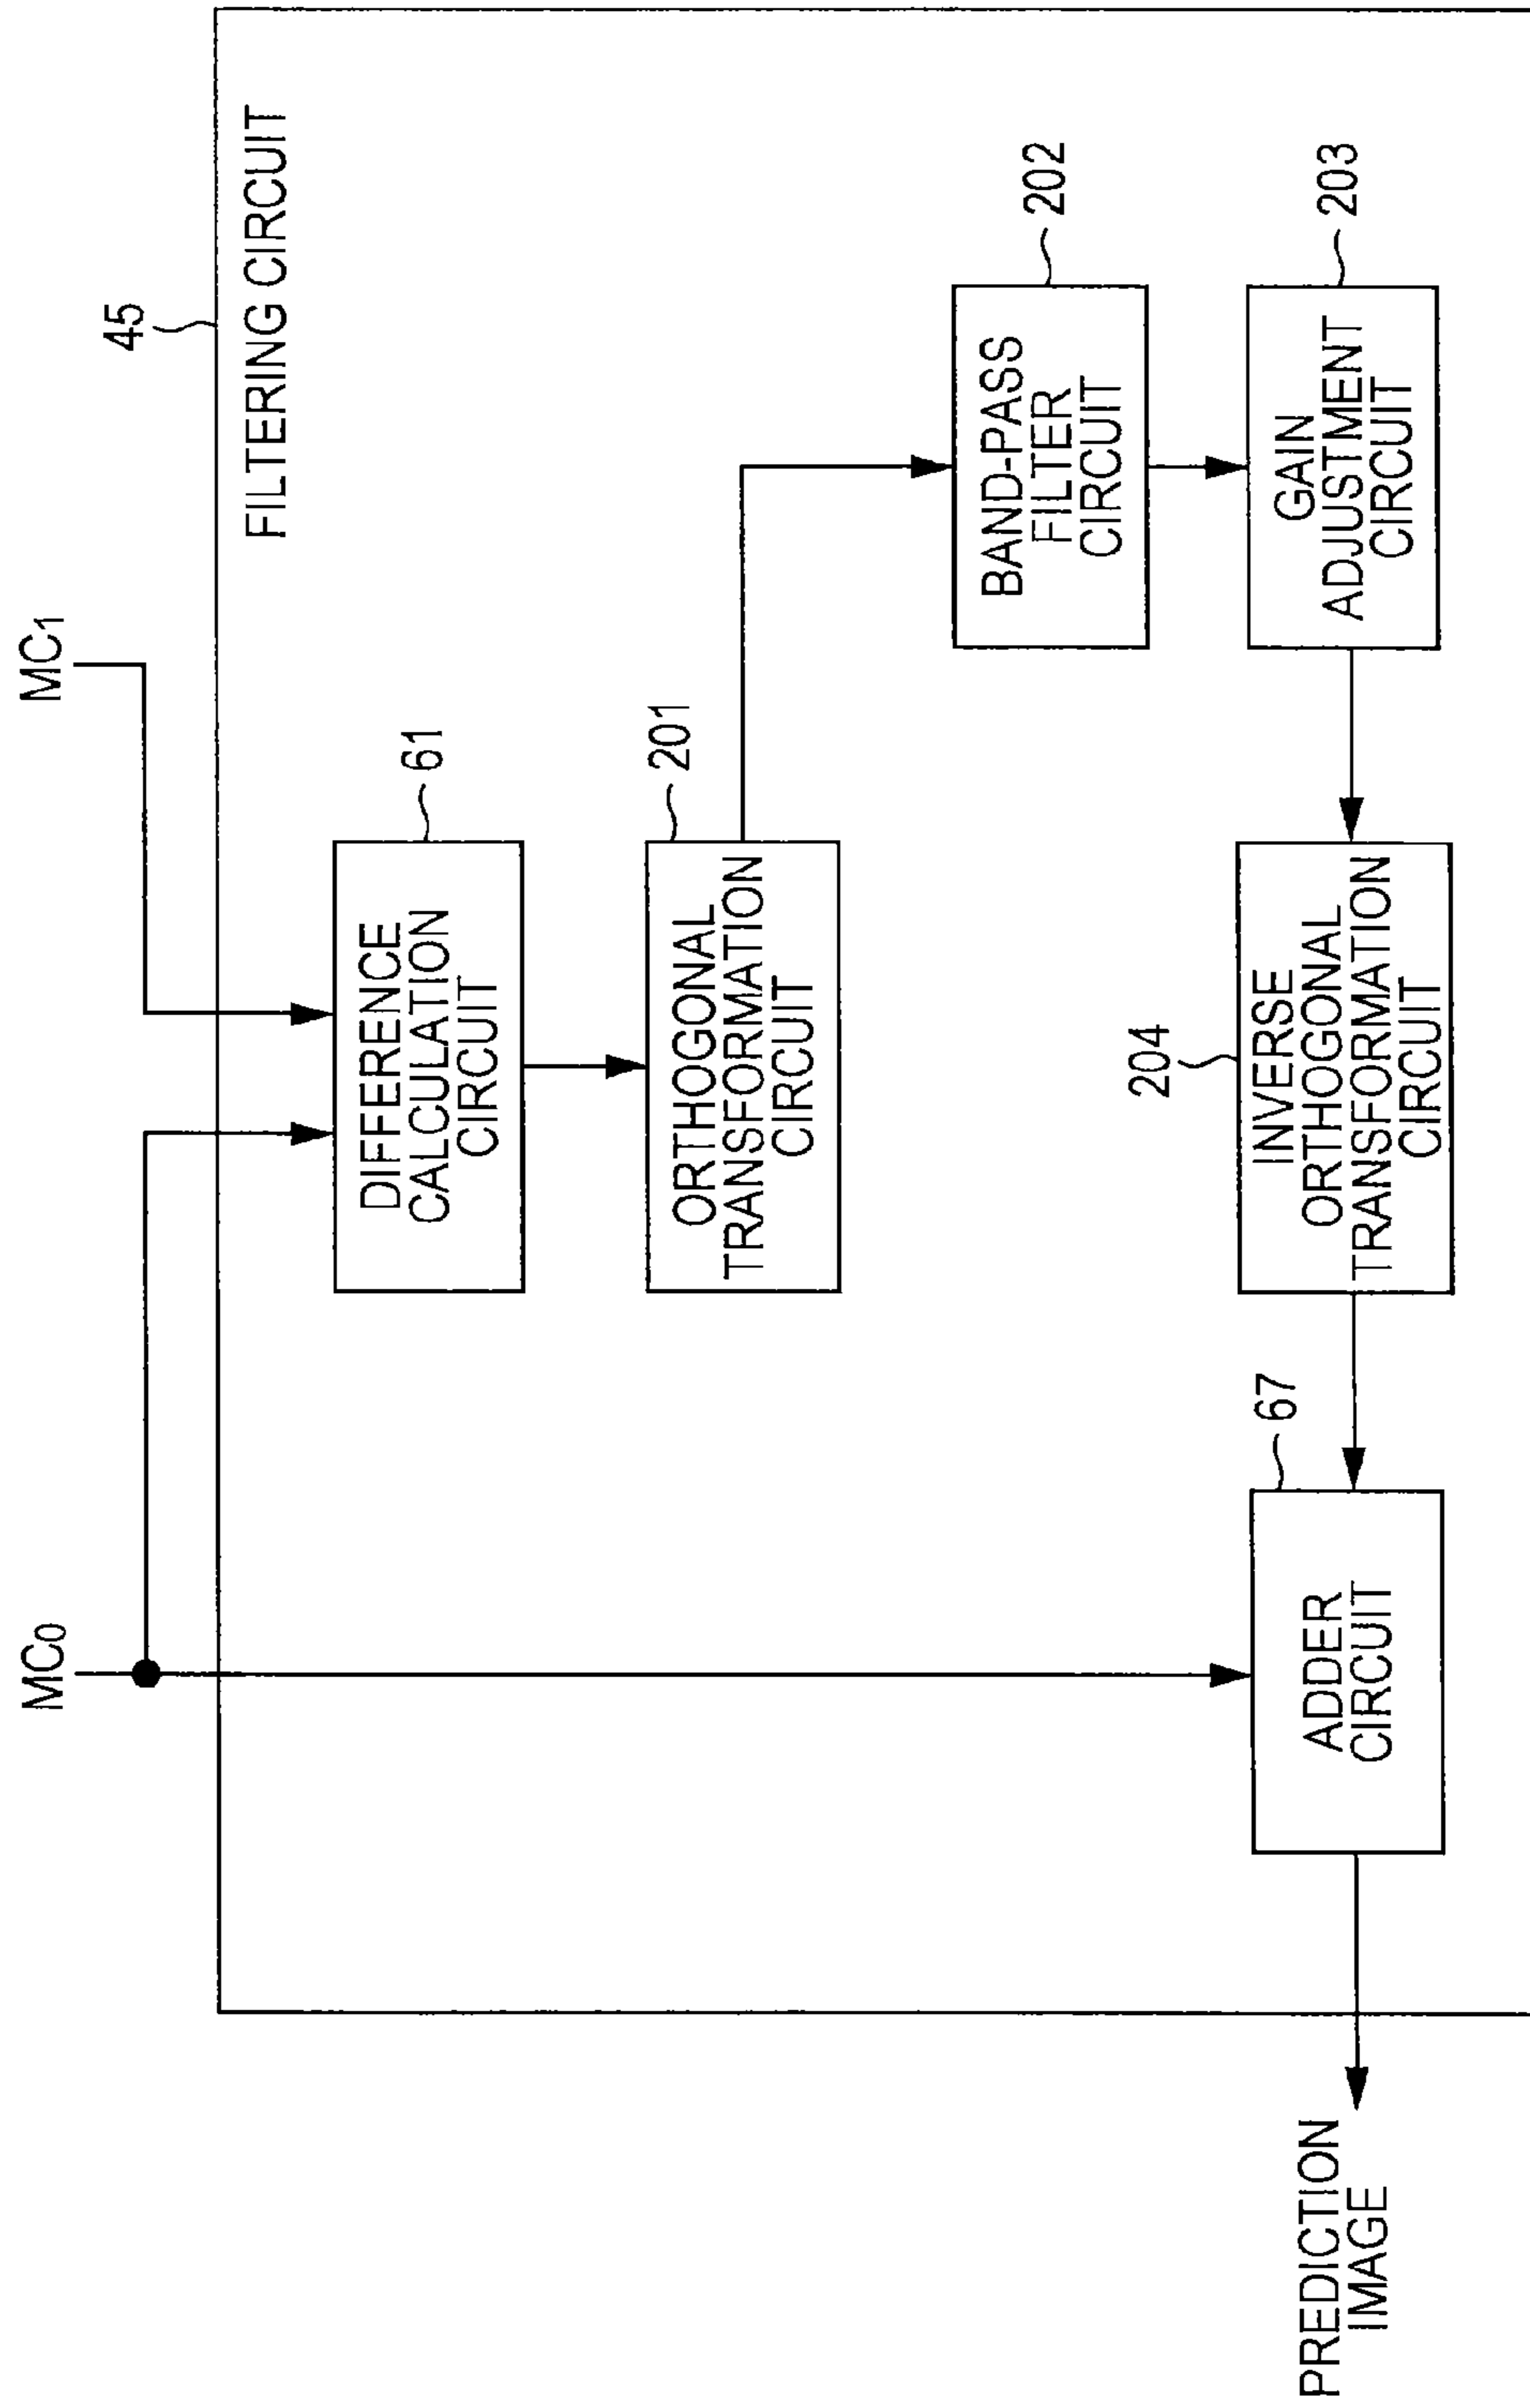 MC0
MC1
45
FILTERING CIRCUIT
61
DIFFERENCE
CALCULATION
CIRCUIT
201
ORTHOGONAL
TRANSFORMATION
CIRCUIT
202
BAND-PASS
FILTER
CIRCUIT
203
GAIN
ADJUSTMENT
CIRCUIT
204
INVERSE
ORTHOGONAL
TRANSFORMATION
CIRCUIT
67
ADDER
CIRCUIT
PREDICTION
IMAGE